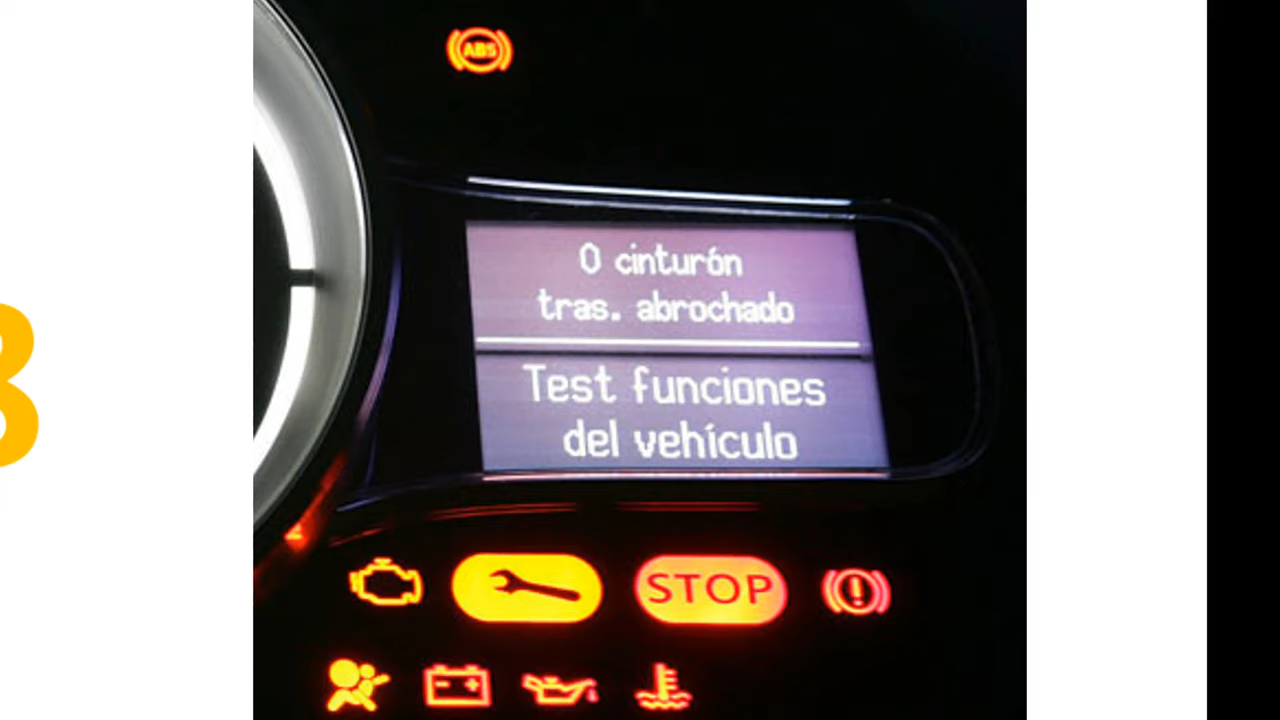 ABS
0 cinturón
tras. abrochado
Test funciones
del vehículo
STOP